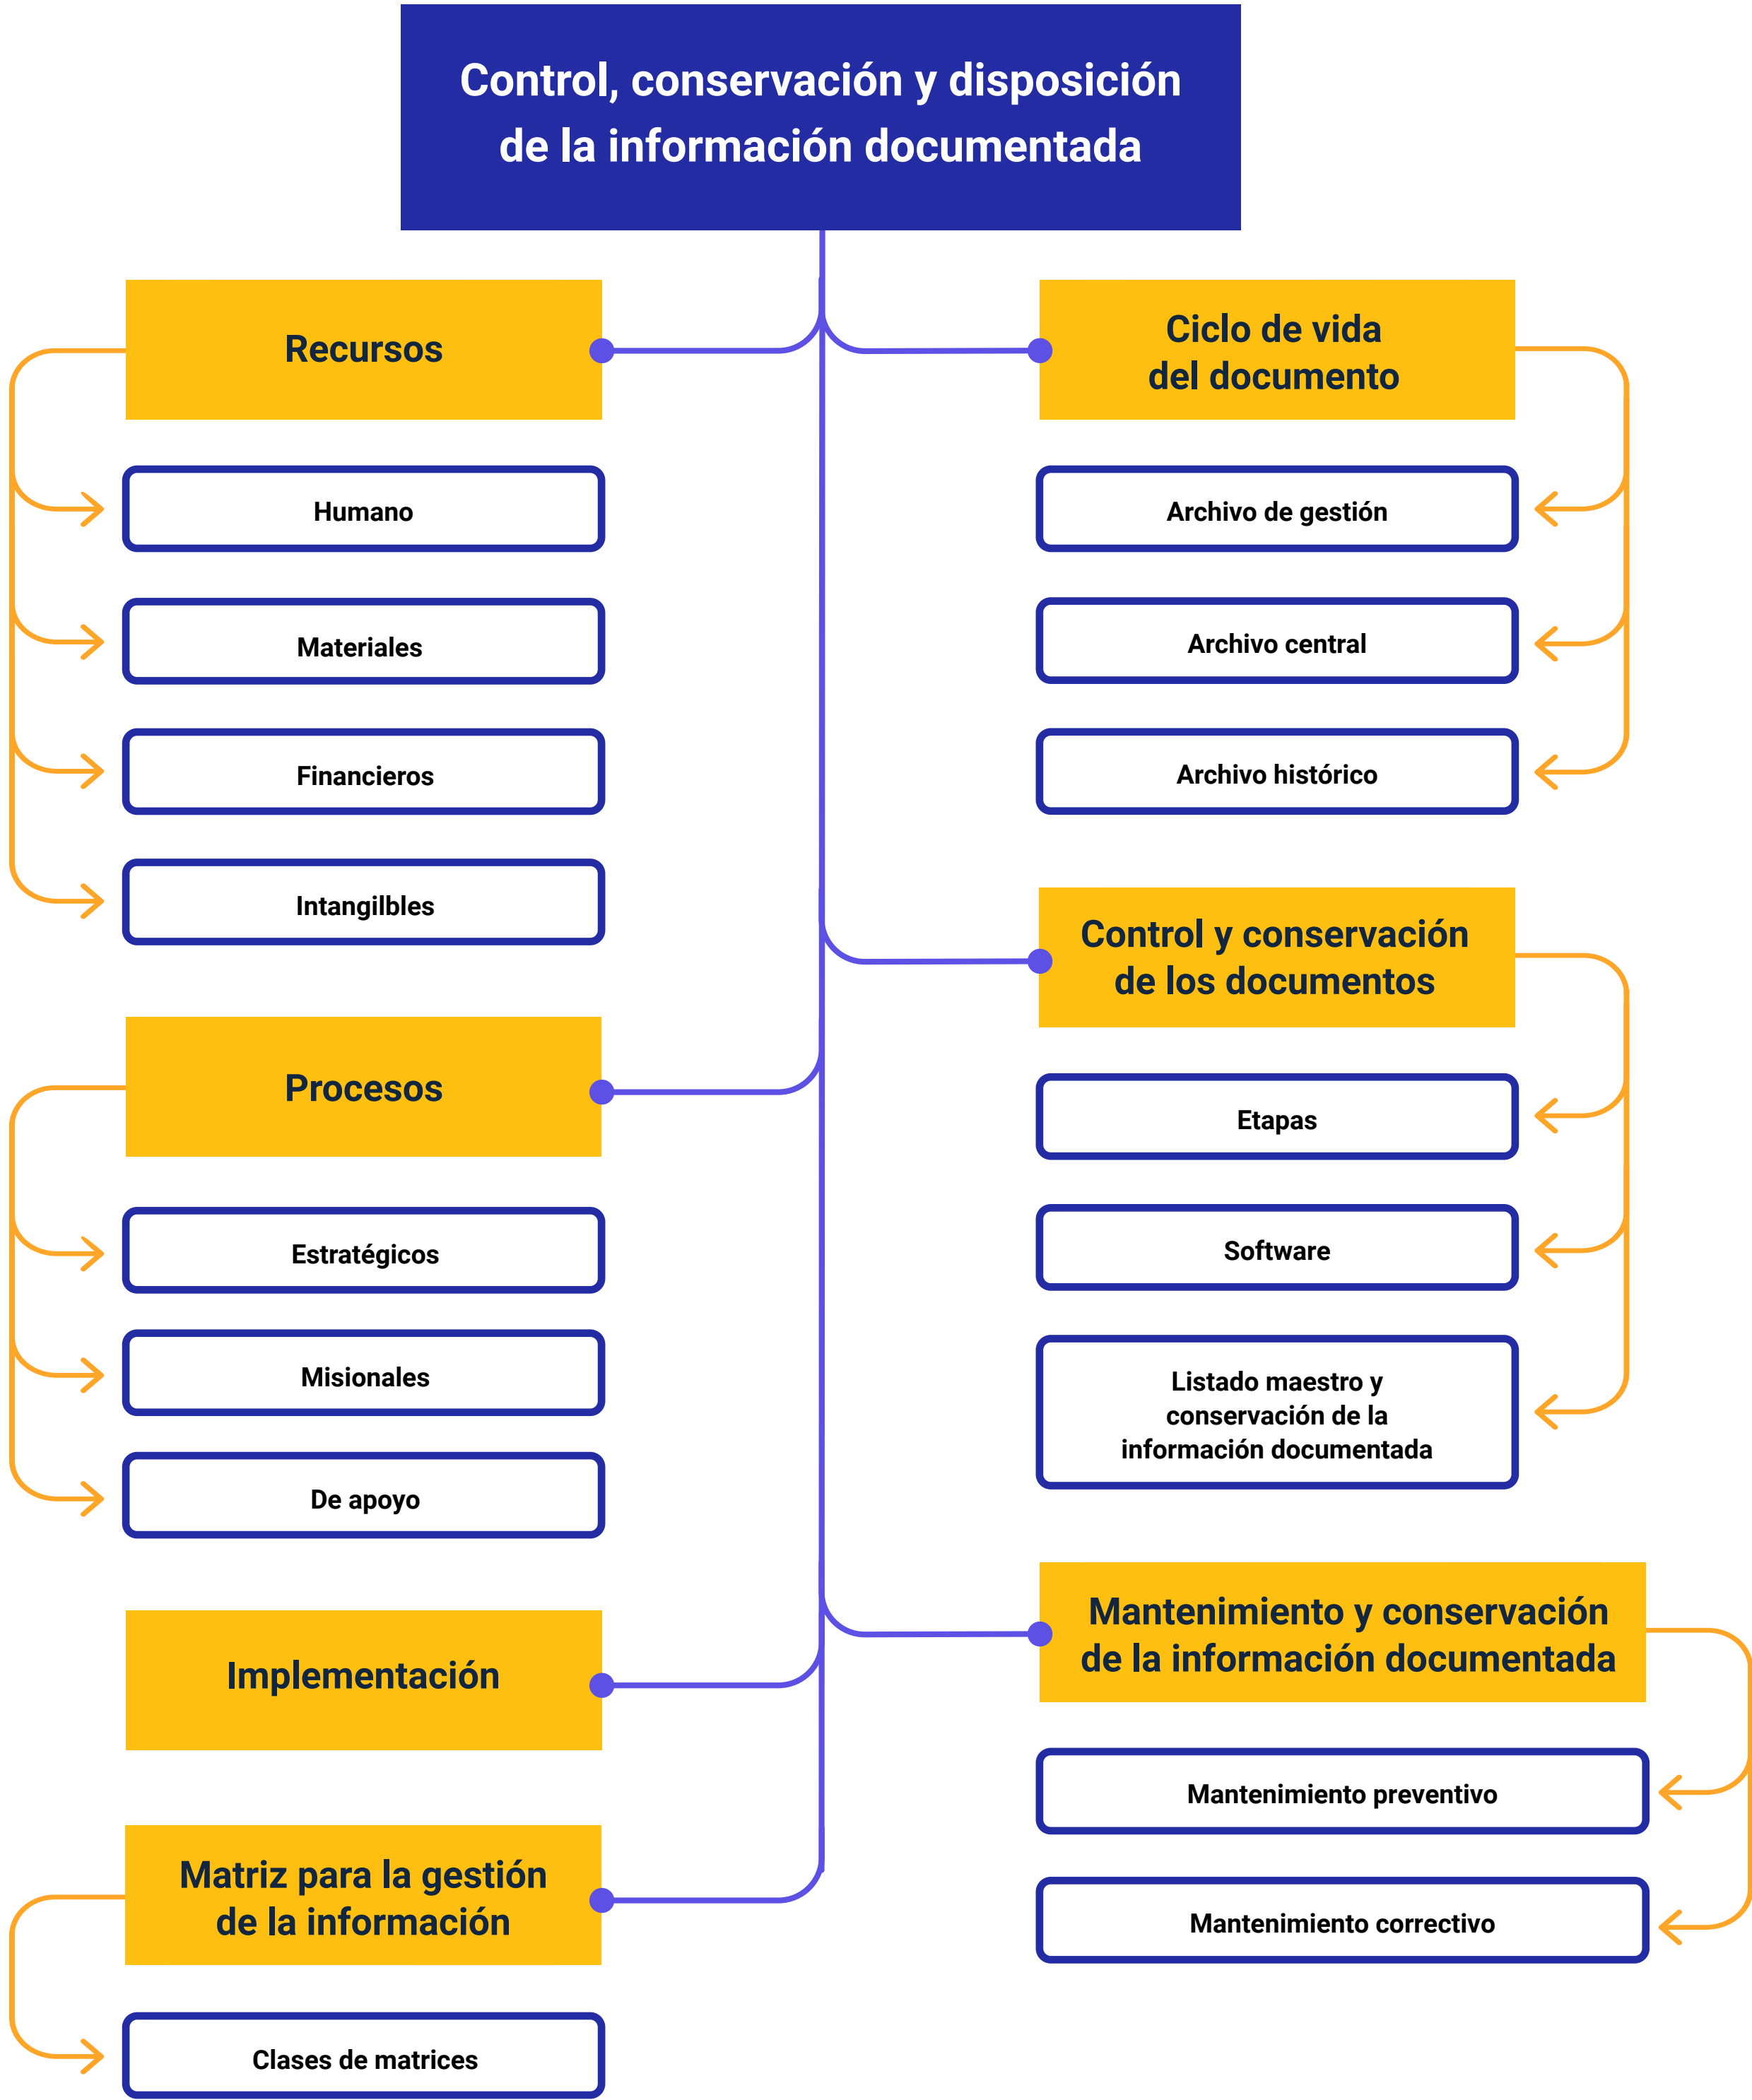 Control, conservación y disposición
de la información documentada
Recursos
Humano
Materiales
Financieros
Intangilbles
Procesos
Estratégicos
Misionales
De apoyo
Implementación
Matriz para la gestión
de la información
Clases de matrices
Ciclo de vida
del documento
Archivo de gestión
Archivo central
Archivo histórico
Control y conservación
de los documentos
Etapas
Software
Listado maestro y
conservación de la
información documentada
Mantenimiento y conservación
de la información documentada
Mantenimiento preventivo
Mantenimiento correctivo